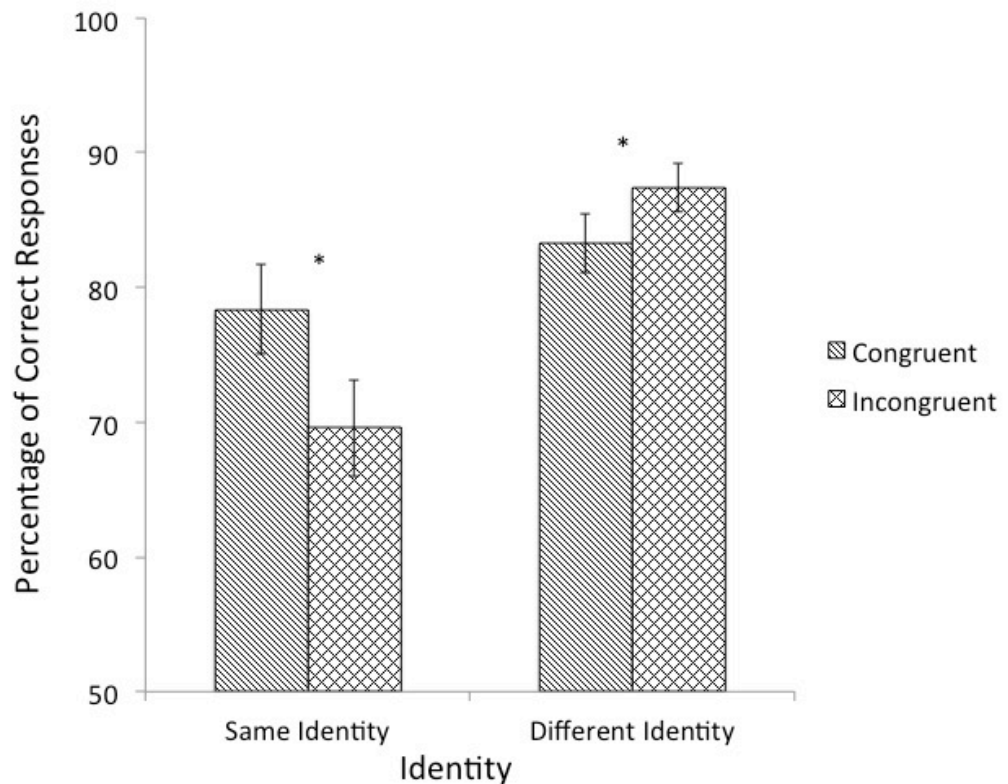 100
90
80
70
60
50
Percentage of Correct Responses
*
*
Same Identity
Different Identity
Identity
Congruent
Incongruent